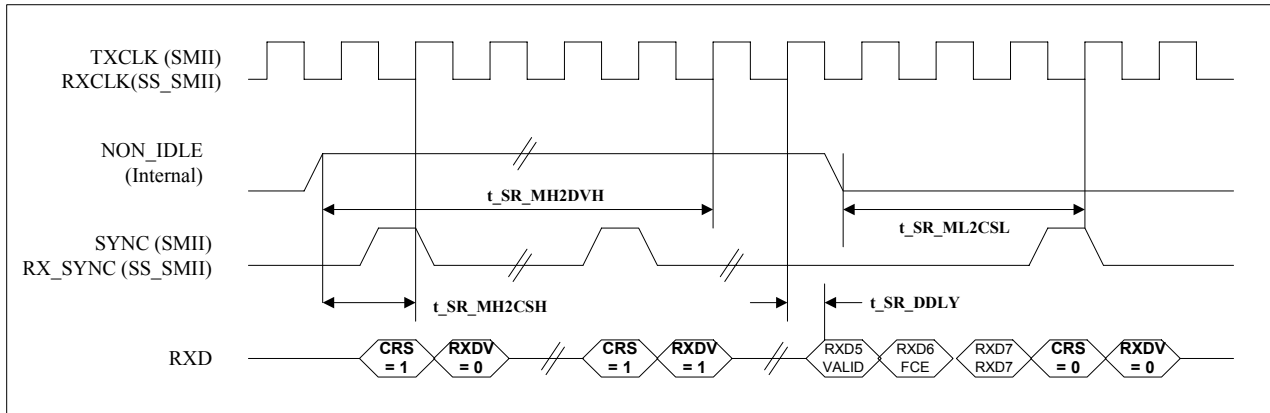 TXCLK (SMII)
RXCLK(SS_SMII)
NON_IDLE
(Internal)
t_SR_MH2DVH
t_SR_ML2CSL
SYNC (SMII)
RX_SYNC (SS_SMII)
t_SR_MH2CSH
t_SR_DDLY
RXD
CRS
= 1
RXDV
= 0
CRS
= 1
RXDV
= 1
RXD5
VALID
RXD6
FCE
RXD7
RXD7
CRS
= 0
RXDV
= 0